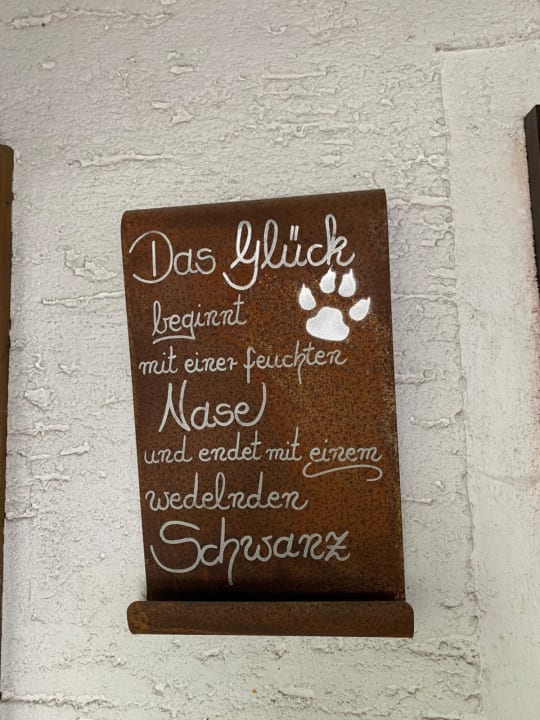 Das Glück
beginnt
mit einer feuchten
Nase
und endet mit einem
wedelnden
Schwanz